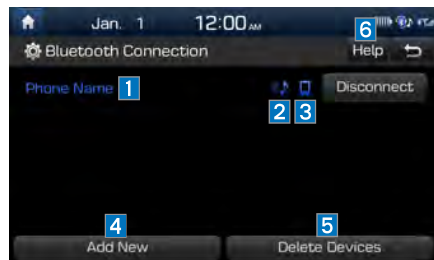 Jan. 1 12:00 AM
6
Bluetooth Connection Help
Phone Name 1 Disconnect
2 3
4 5
Add New Delete Devices